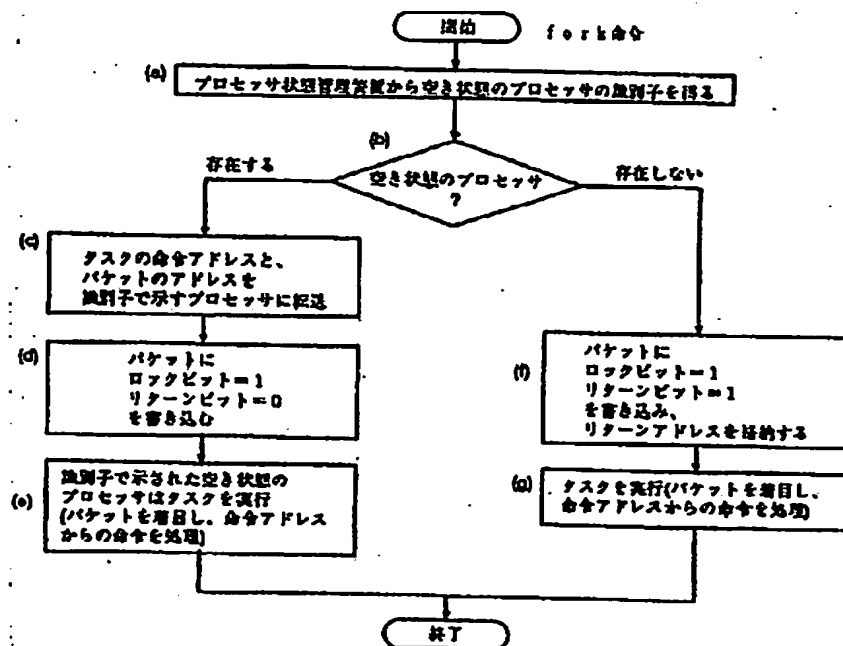 開始
fork命令
(a)
プロセッサ状態管理装置から空き状態のプロセッサの識別子を得る
(b)
空き状態のプロセッサ
?
存在する
存在しない
(c)
タスクの命令アドレスと、
パケットのアドレスを
識別子で示すプロセッサに転送
(d)
パケットに
ロックビット=1
リターンビット=0
を書き込む
(e)
識別子で示された空き状態の
プロセッサはタスクを実行
(パケットを着目し、命令アドレス
からの命令を処理)
(f)
パケットに
ロックビット=1
リターンビット=1
を書き込み、
リターンアドレスを格納する
(g)
タスクを実行(パケットを着目し、
命令アドレスからの命令を処理)
終了